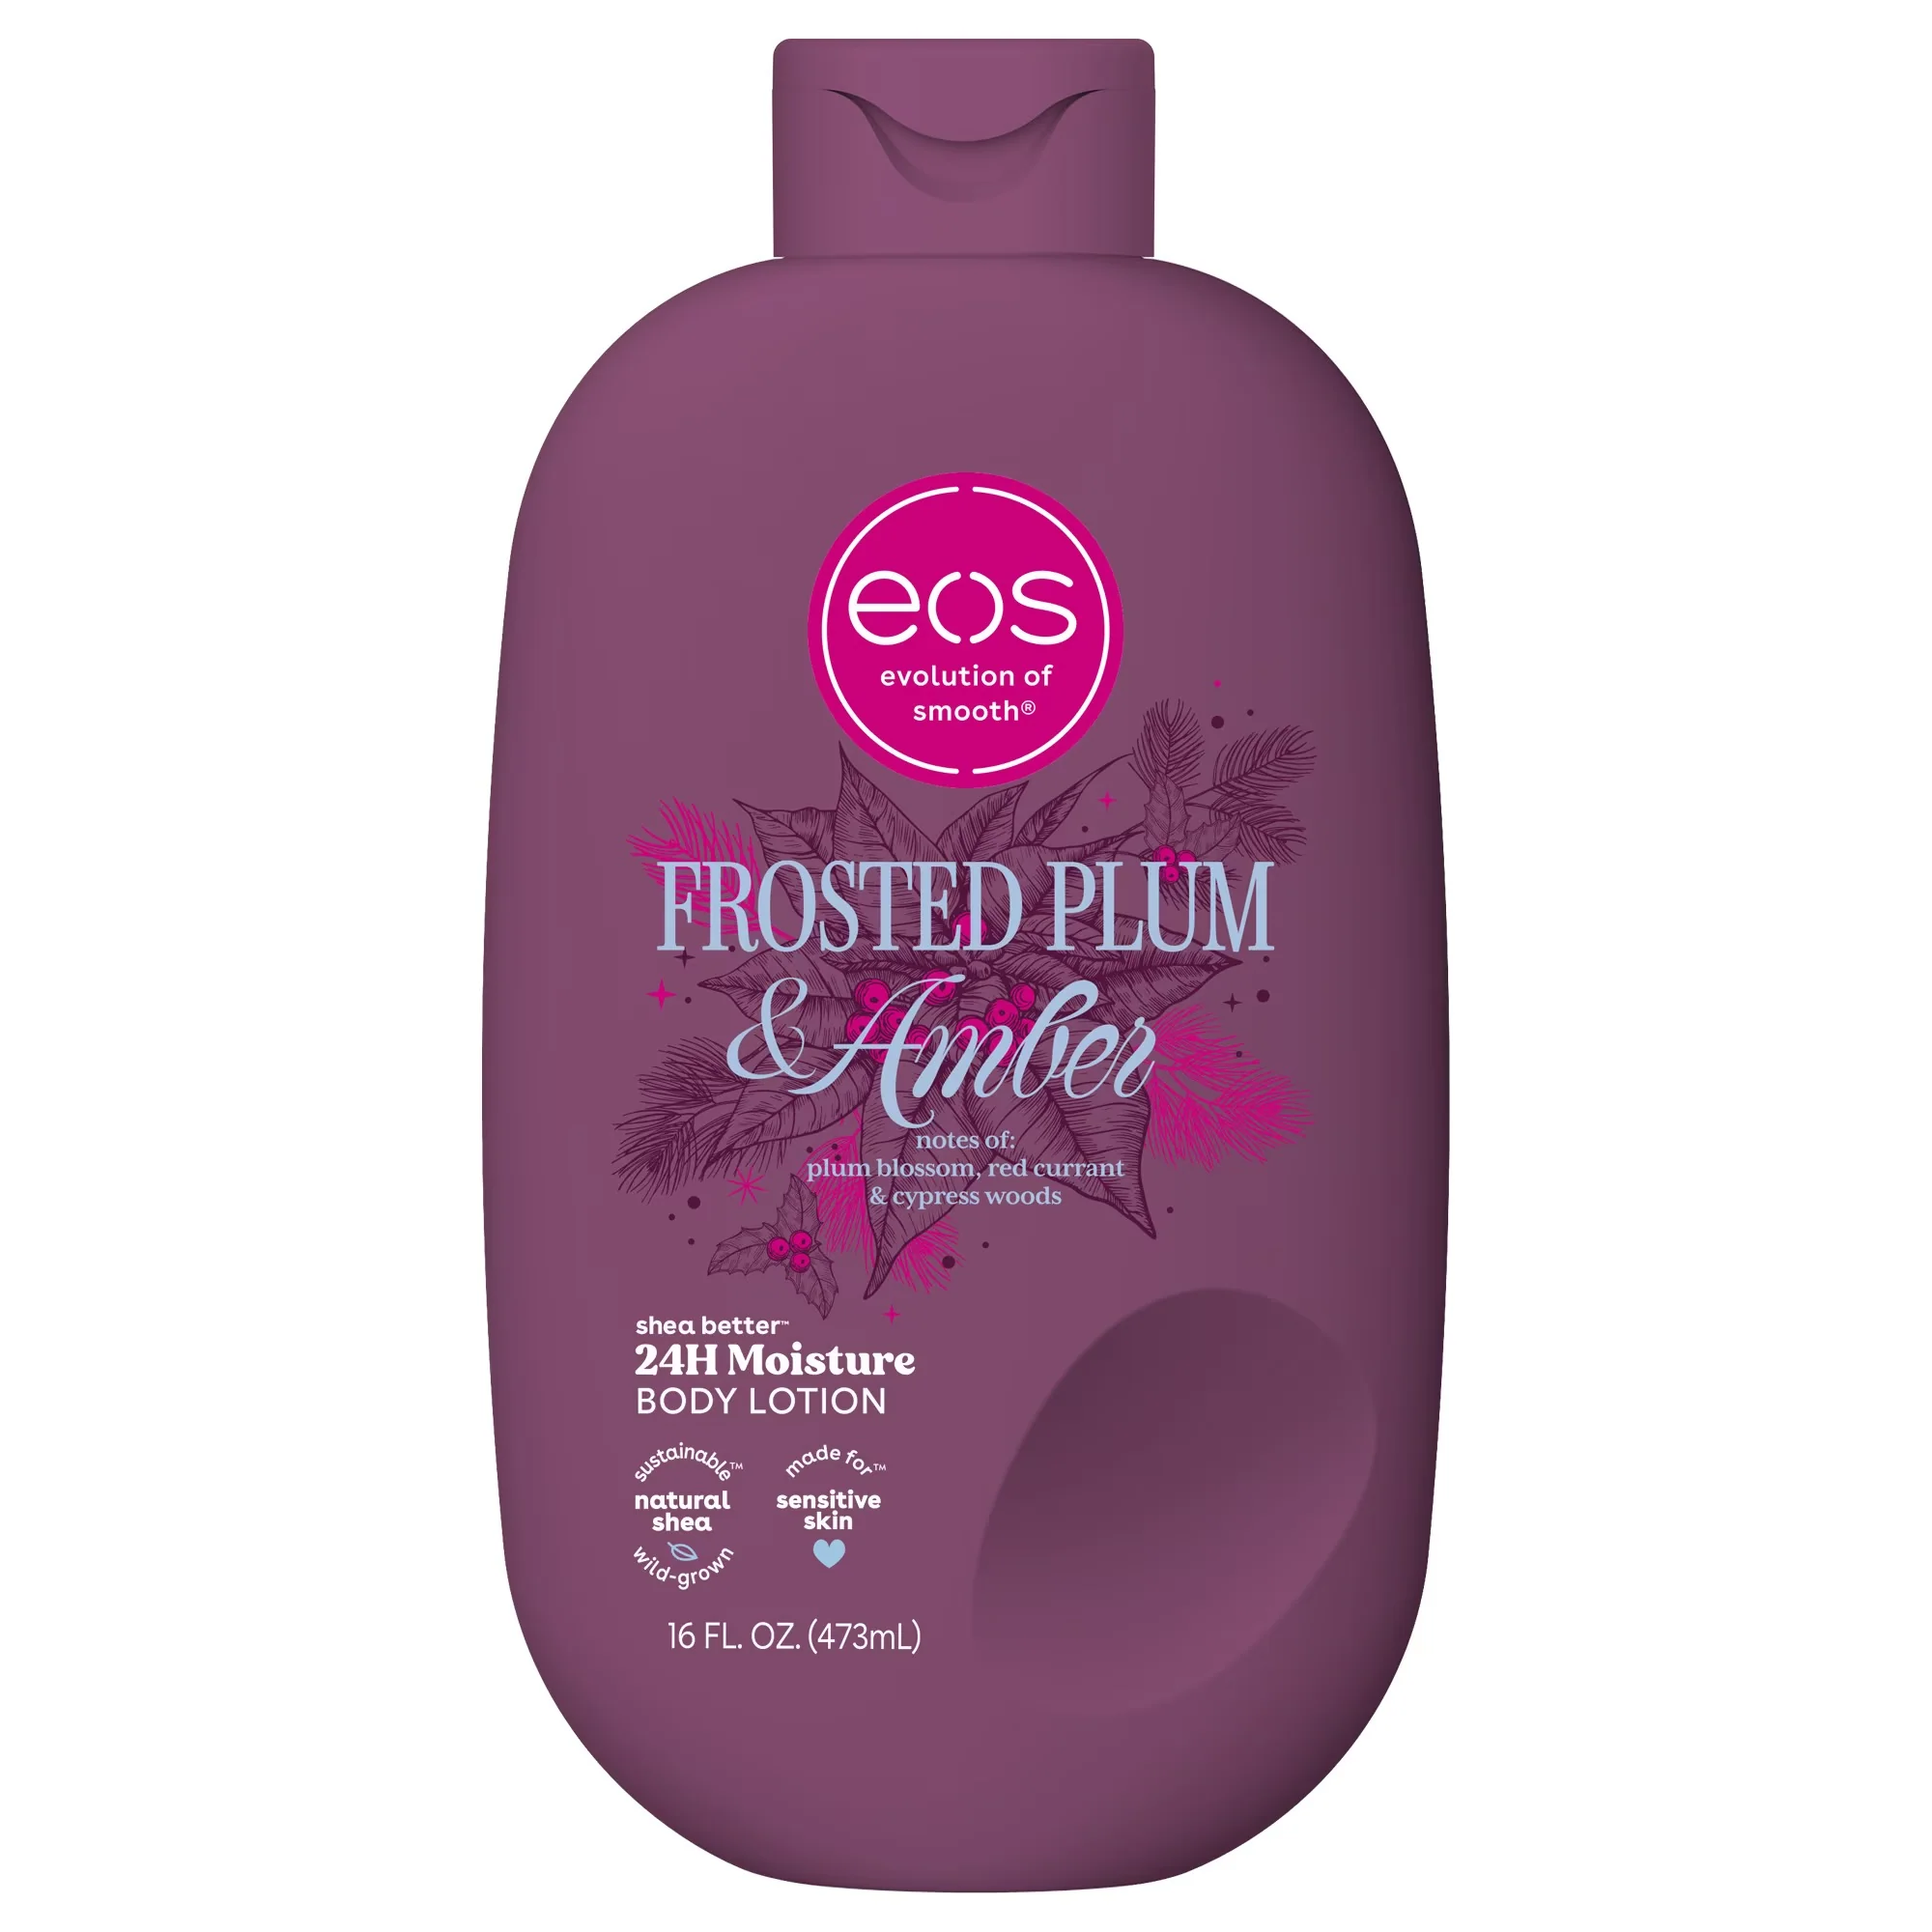 eos
evolution of
smooth®
FROSTED PLUM
& Amber
notes of:
plum blossom, red currant
& cypress woods
shea better™
24H Moisture
BODY LOTION
sustainable™
natural
shea
wild-grown
made for™
sensitive
skin
16 FL. OZ. (473mL)